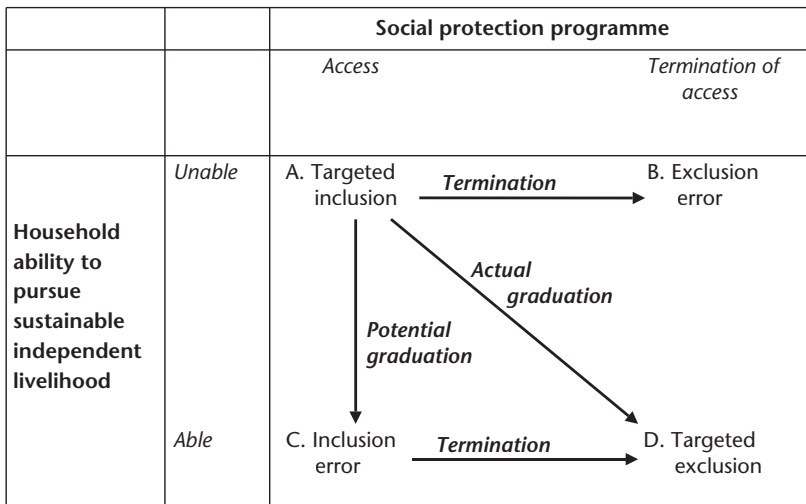 Social protection programme
Access
Termination of
access
Unable
A. Targeted
inclusion
Termination
B. Exclusion
error
Household
ability to
pursue
sustainable
independent
livelihood
Actual
graduation
Potential
graduation
Able
C. Inclusion
error
Termination
D. Targeted
exclusion